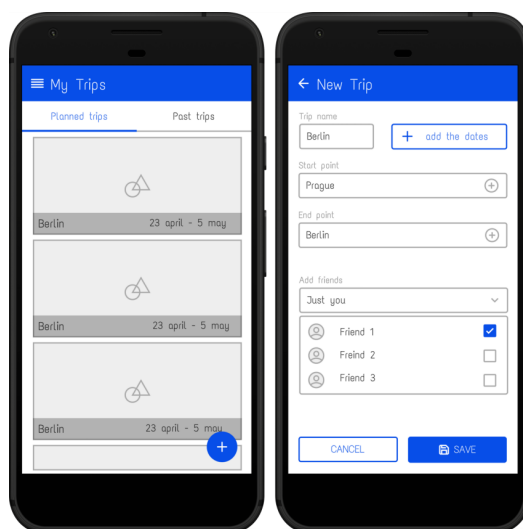 My Trips
Planned trips
Past trips
Berlin
23 april - 5 may
Berlin
23 april - 5 may
Berlin
23 april - 5 may
New Trip
Trip name
Berlin
add the dates
Start point
Prague
End point
Berlin
Add friends
Just you
Friend 1
Freind 2
Friend 3
CANCEL
SAVE